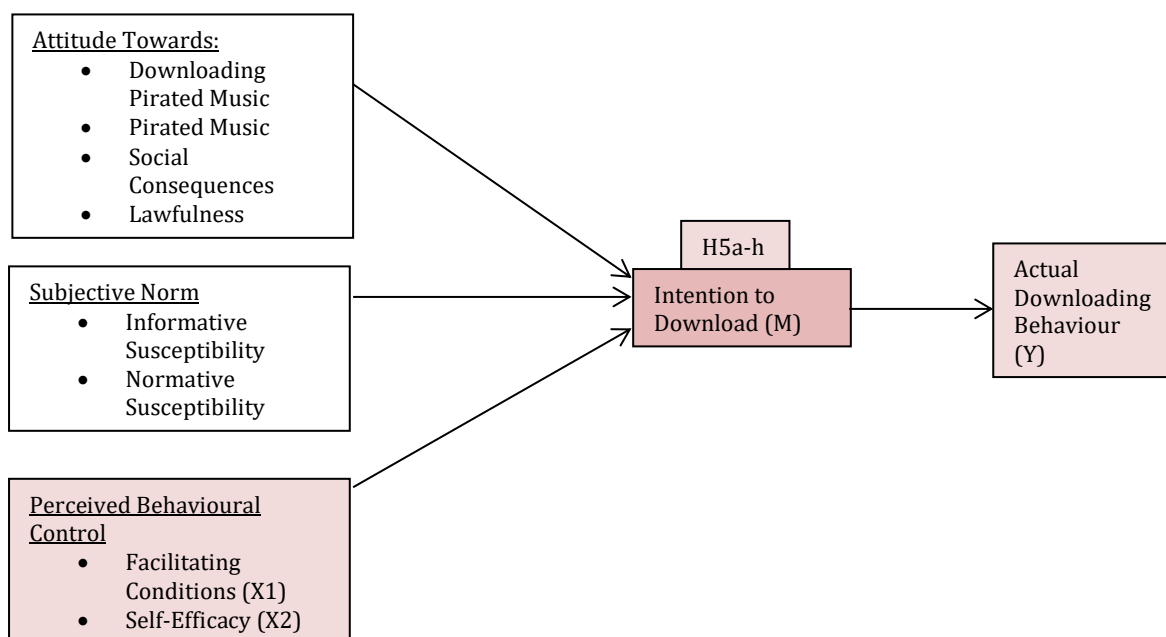 Attitude Towards:
• Downloading
Pirated Music
• Pirated Music
• Social
Consequences
• Lawfulness
Subjective Norm
• Informative
Susceptibility
• Normative
Susceptibility
Perceived Behavioural
Control
• Facilitating
Conditions (X1)
• Self-Efficacy (X2)
H5a-h
Intention to
Download (M)
Actual
Downloading
Behaviour
(Y)